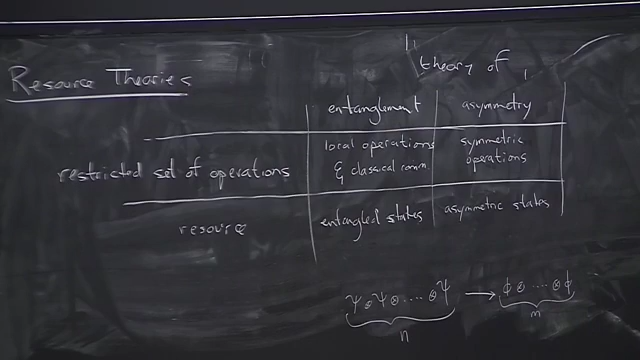 Resource Theories
theory of
entanglement asymmetry
restricted set of operations local operations & classical comm symmetric operations
resource entangled states asymmetric states
ψ⊗ψ⊗....⊗ψ → ϕ⊗....⊗ϕ
n m